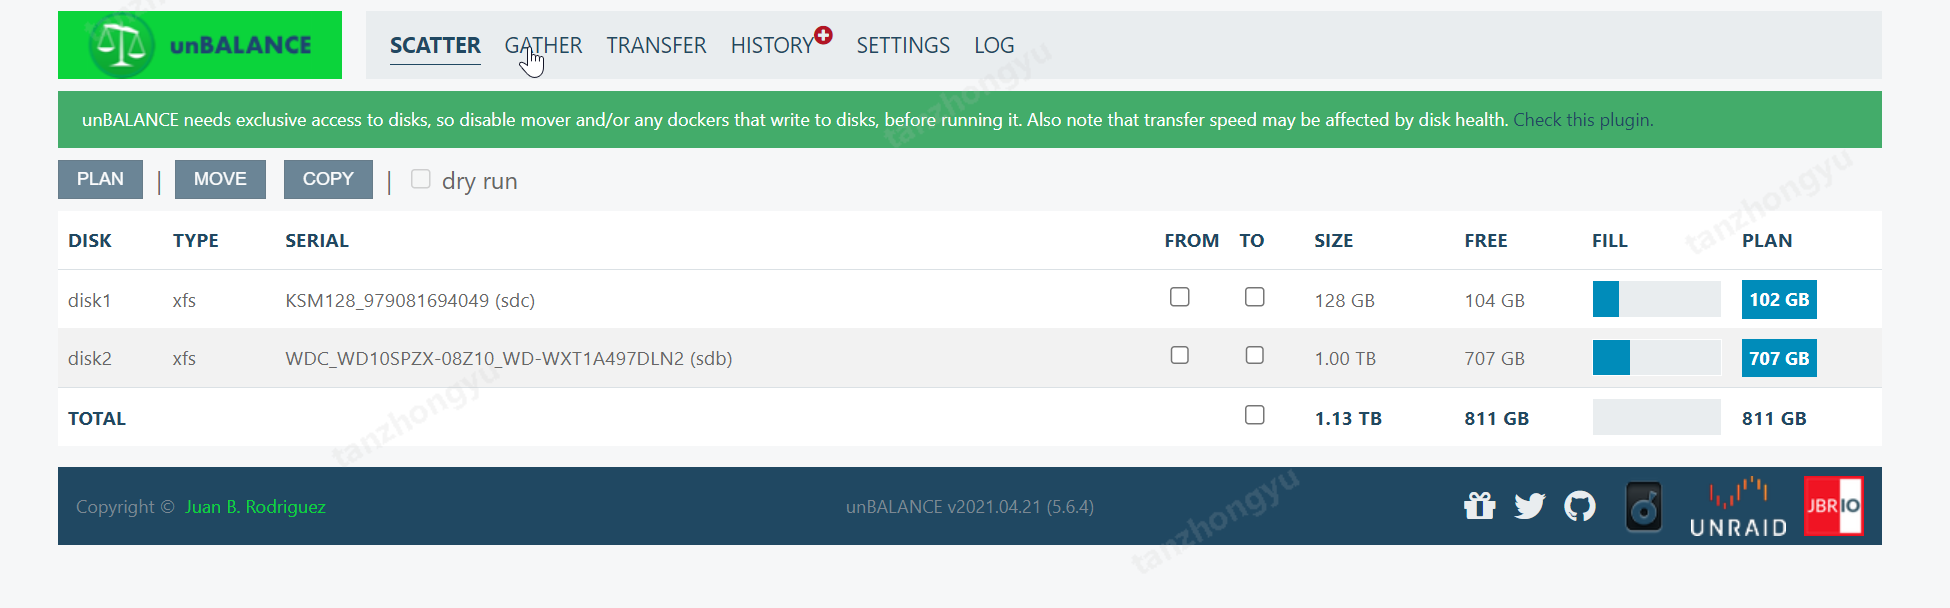 unBALANCE SCATTER GATHER TRANSFER HISTORY SETTINGS LOG
unBALANCE needs exclusive access to disks, so disable mover and/or any dockers that write to disks, before running it. Also note that transfer speed may be affected by disk health. Check this plugin.
PLAN | MOVE COPY | dry run
DISK TYPE SERIAL FROM TO SIZE FREE FILL PLAN
disk1 xfs KSM128_979081694049 (sdc) 128 GB 104 GB 102 GB
disk2 xfs WDC_WD10SPZX-08Z10_WD-WXT1A497DLN2 (sdb) 1.00 TB 707 GB 707 GB
TOTAL 1.13 TB 811 GB 811 GB
Copyright © Juan B. Rodriguez unBALANCE v2021.04.21 (5.6.4) UNRAID JBRIO
tanzhongyu
tanzhongyu
tanzhongyu
tanzhongyu